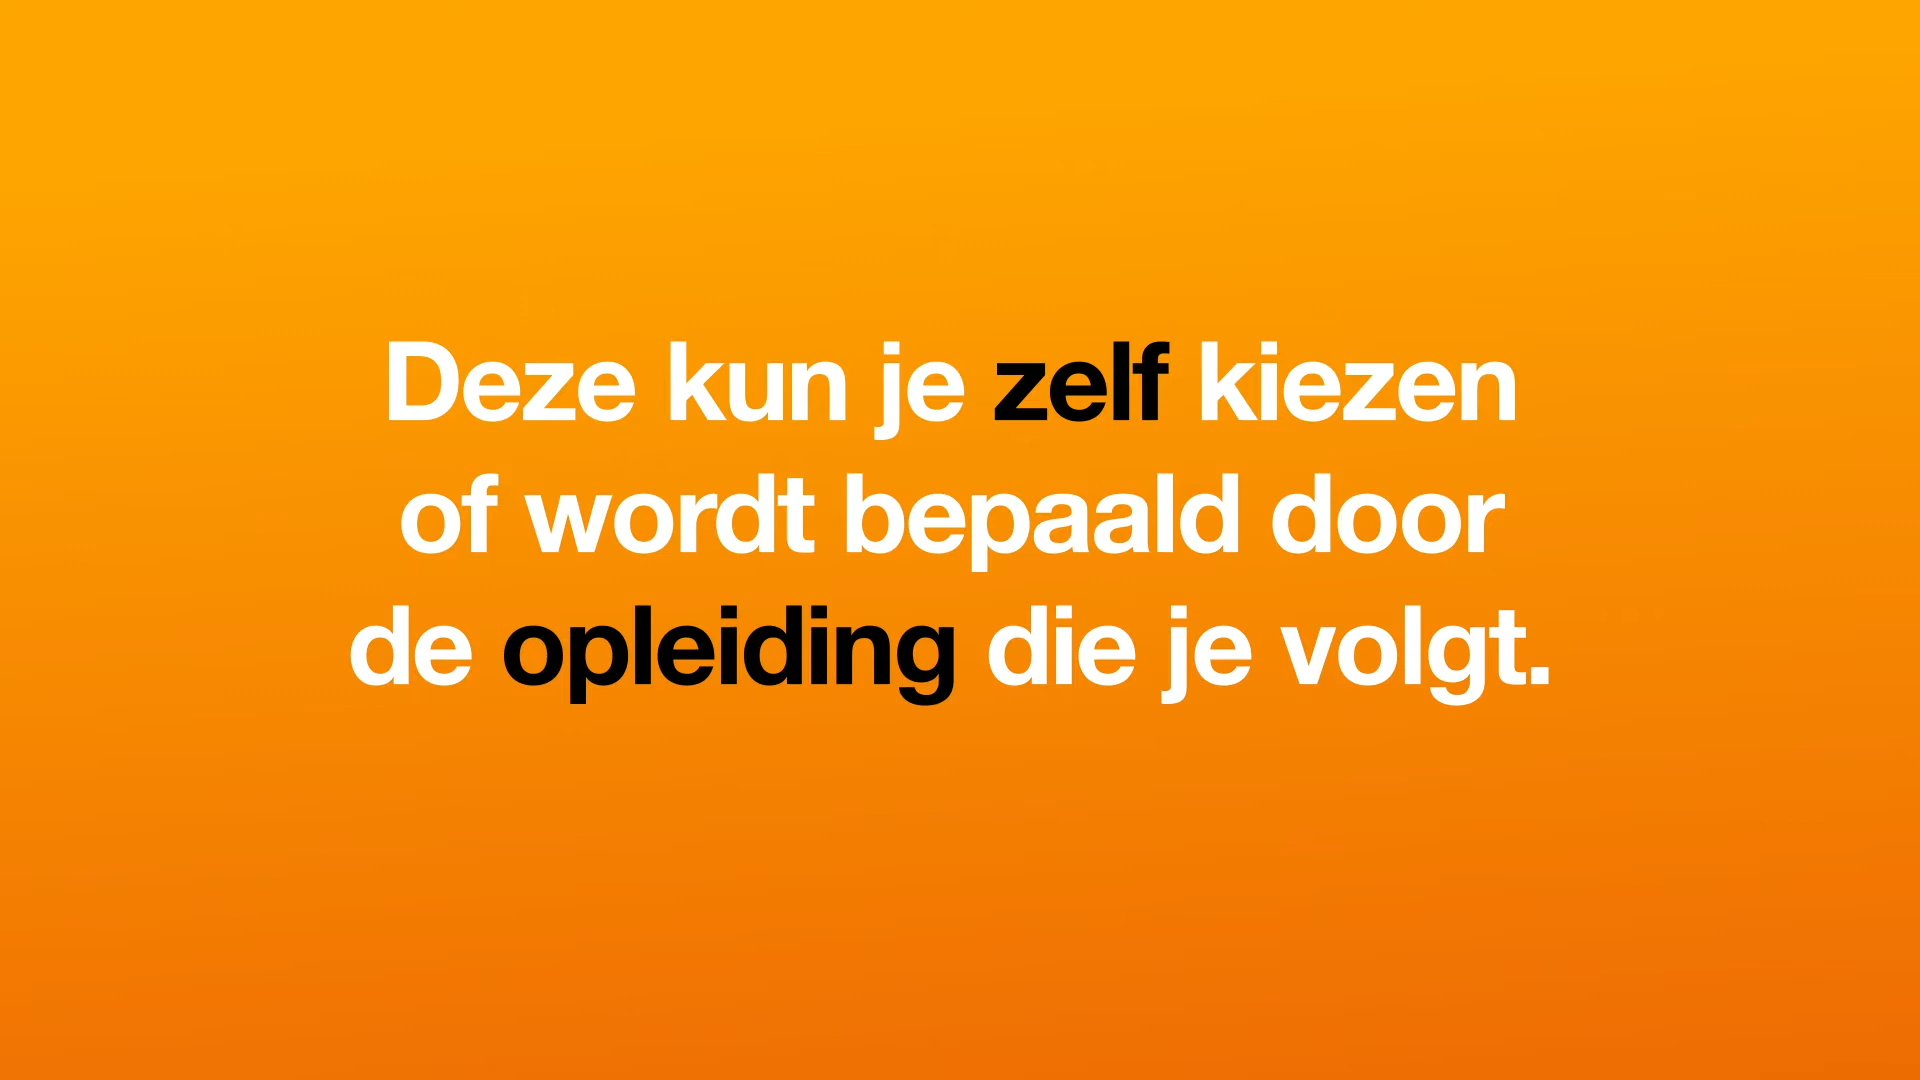 Deze kun je zelf kiezen
of wordt bepaald door
de opleiding die je volgt.